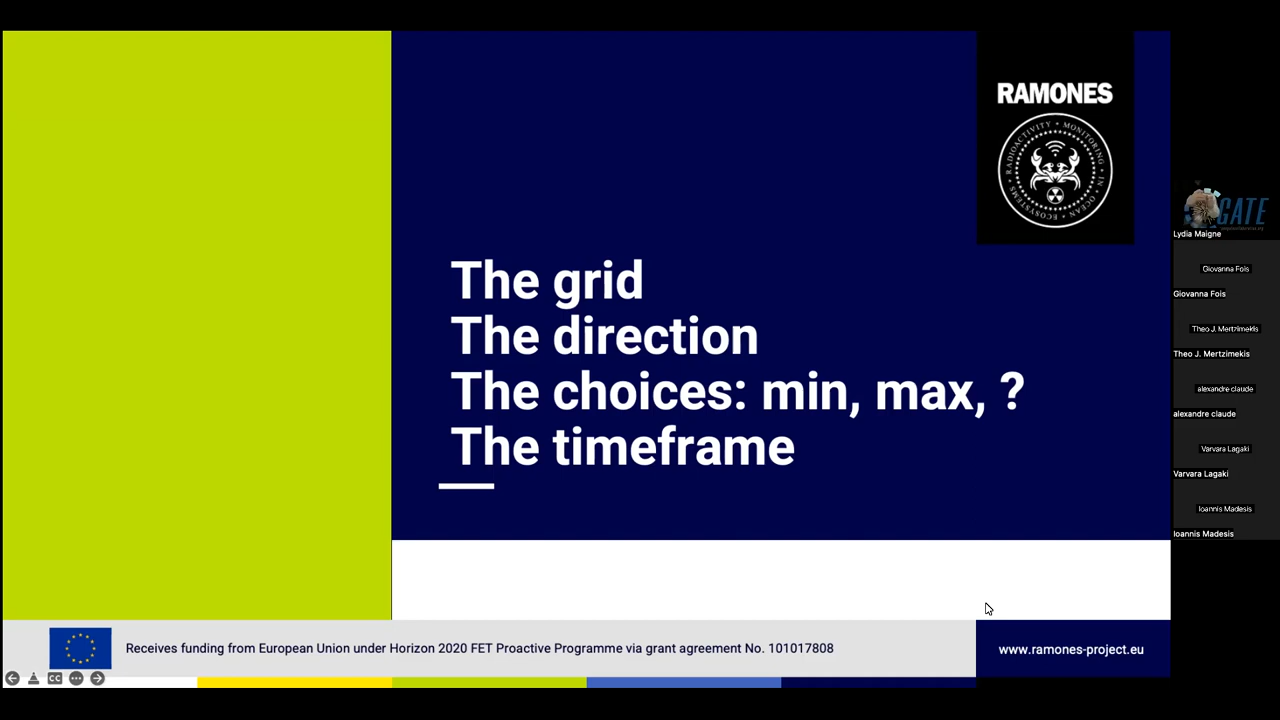 RAMONES
RADIOACTIVITY • MONITORING • IN • OCEAN • ECOSYSTEMS •
The grid
The direction
The choices: min, max, ?
The timeframe
Receives funding from European Union under Horizon 2020 FET Proactive Programme via grant agreement No. 101017808
www.ramones-project.eu
CC
GATE
Lydia Maigne
Giovanna Fois
Giovanna Fois
Theo J. Mertzimekis
Theo J. Mertzimekis
alexandre claude
alexandre claude
Varvara Lagaki
Varvara Lagaki
Ioannis Madesis
Ioannis Madesis